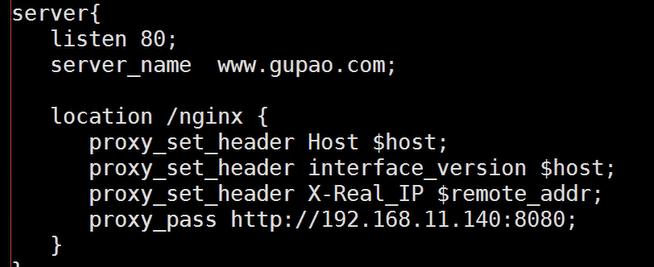 server{
listen 80;
server_name  www.gupao.com;
location /nginx {
proxy_set_header Host $host;
proxy_set_header interface_version $host;
proxy_set_header X-Real_IP $remote_addr;
proxy_pass http://192.168.11.140:8080;
}
}